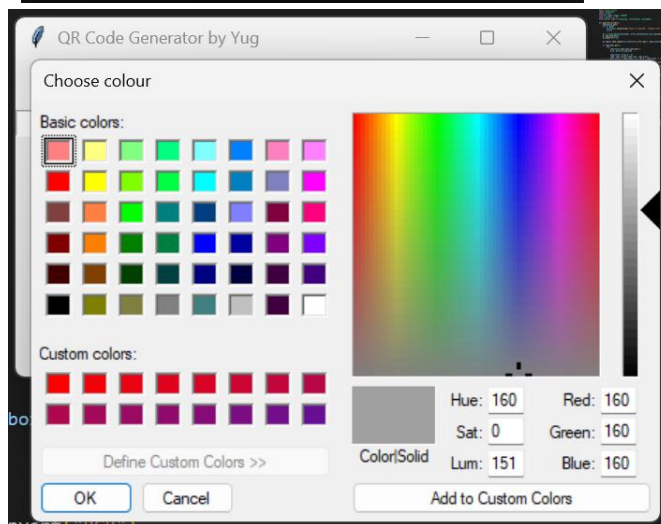 QR Code Generator by Yug
Choose colour
Basic colors:
Custom colors:
Define Custom Colors >>
OK
Cancel
Color|Solid
Hue: 160
Sat: 0
Lum: 151
Red: 160
Green: 160
Blue: 160
Add to Custom Colors
bo